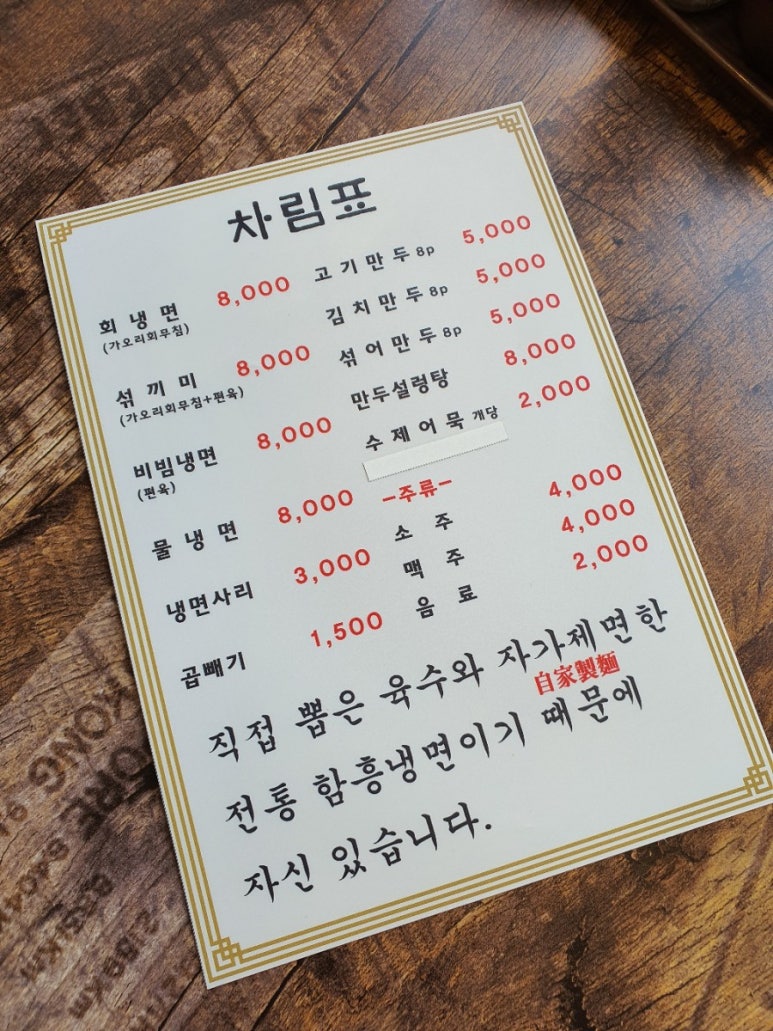 차림표
회냉면 8,000
(가오리회무침)
섞끼미 8,000
(가오리회무침+편육)
비빔냉면 8,000
(편육)
물냉면 8,000
냉면사리 3,000
곱빼기 1,500
고기만두 8p 5,000
김치만두 8p 5,000
섞어만두 8p 5,000
만두설렁탕 8,000
수제어묵 개당 2,000
-주류-
소주 4,000
맥주 4,000
음료 2,000
직접 뽑은 육수와 자가제면한
自家製麵
전통 함흥냉면이기 때문에
자신 있습니다.
KONG